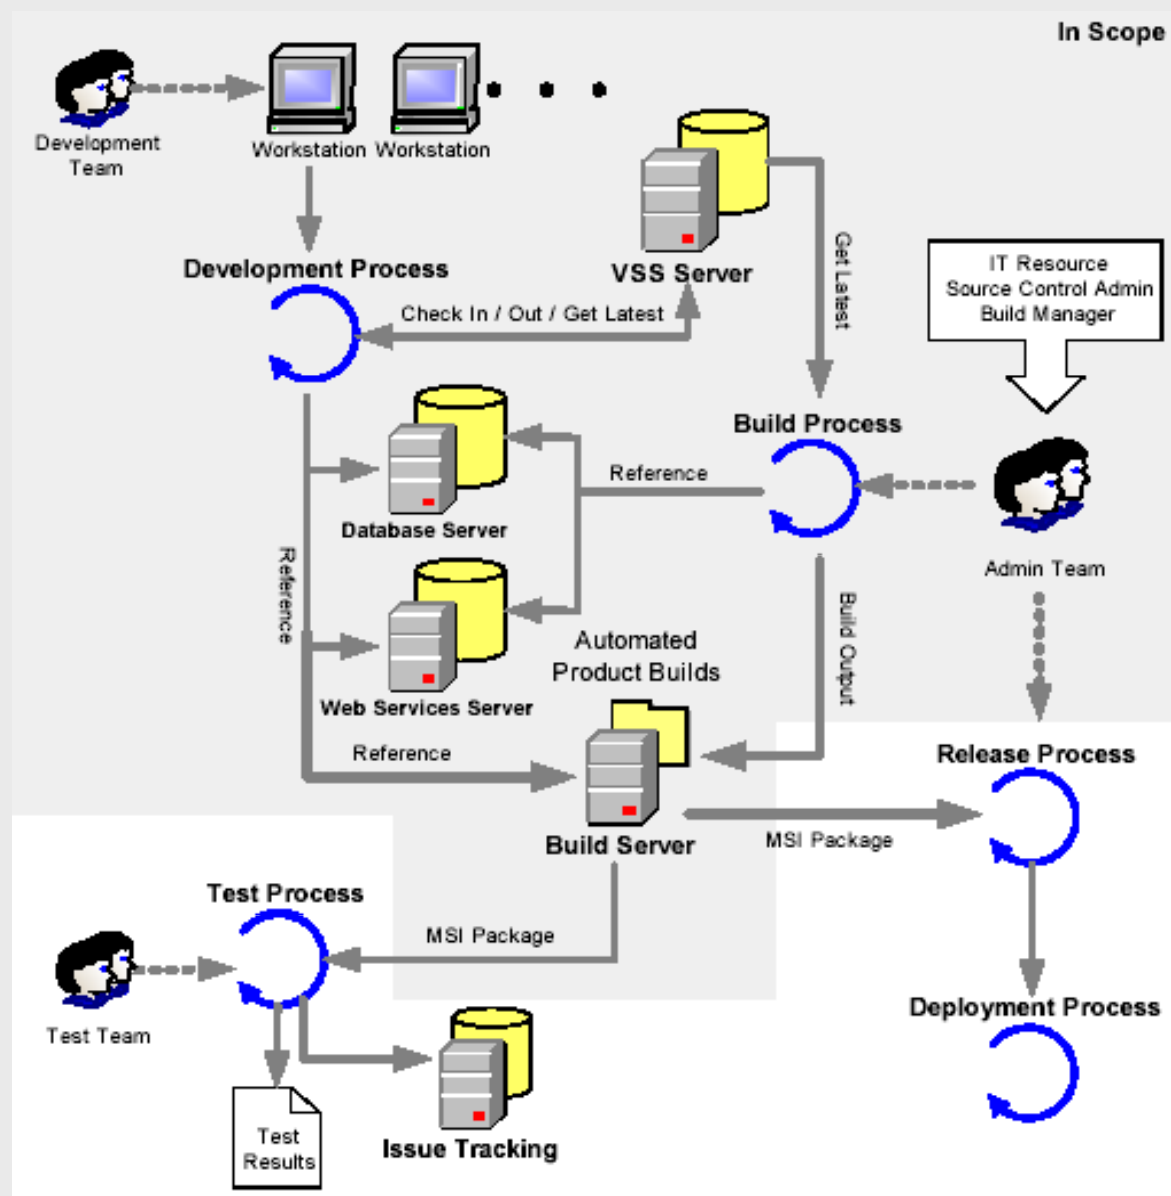 In Scope
Development
Team
Workstation
Workstation
VSS Server
Get Latest
Development Process
Check In / Out / Get Latest
IT Resource
Source Control Admin
Build Manager
Build Process
Reference
Database Server
Admin Team
Reference
Build Output
Automated
Product Builds
Web Services Server
Reference
Release Process
Build Server
MSI Package
Test Process
MSI Package
Test Team
Deployment Process
Test
Results
Issue Tracking